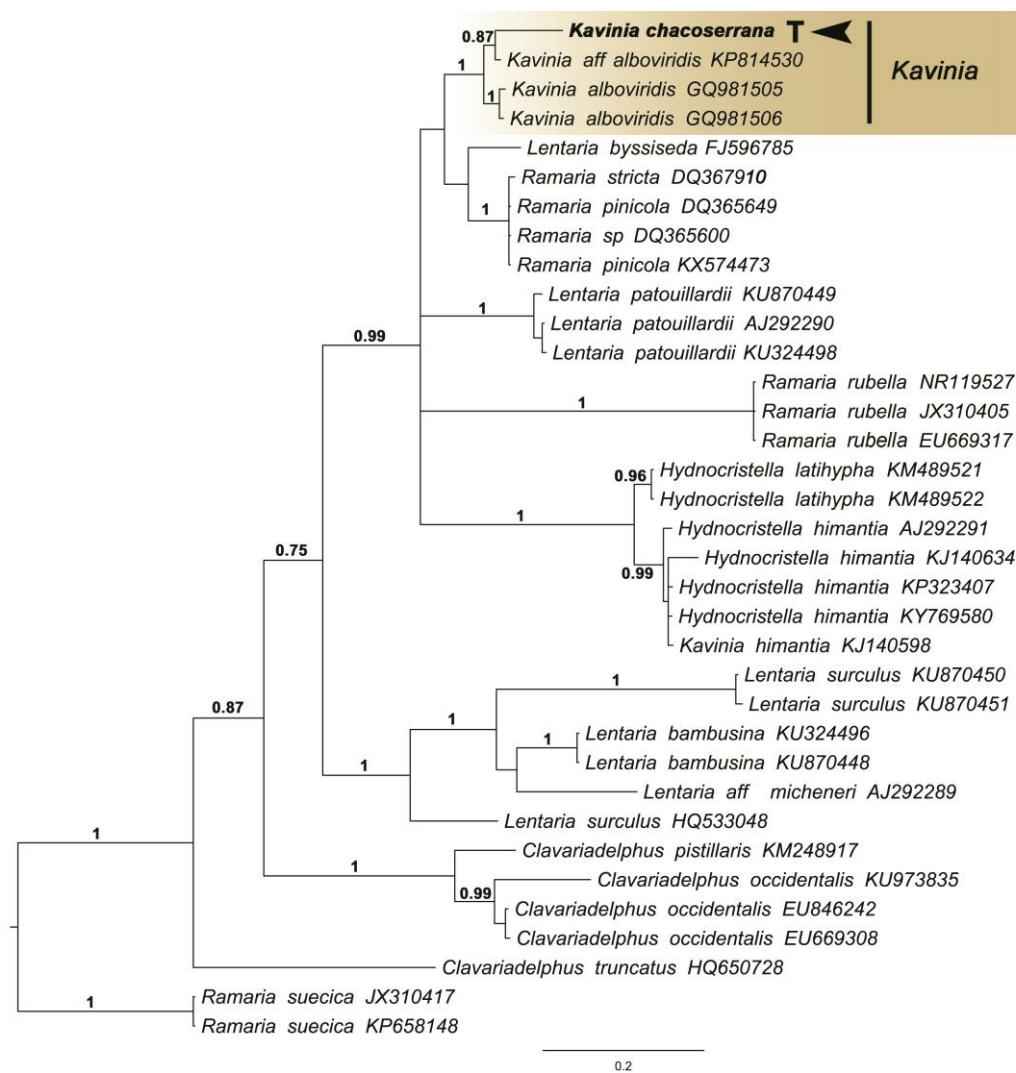 0.87
Kavinia chacoserrana T
1
Kavinia aff alboviridis KP814530
Kavinia
Kavinia alboviridis GQ981505
1
Kavinia alboviridis GQ981506
Lentaria byssiseda FJ596785
Ramaria stricta DQ367910
1
Ramaria pinicola DQ365649
Ramaria sp DQ365600
Ramaria pinicola KX574473
Lentaria patouillardii KU870449
1
Lentaria patouillardii AJ292290
0.99
Lentaria patouillardii KU324498
Ramaria rubella NR119527
1
Ramaria rubella JX310405
Ramaria rubella EU669317
0.96
Hydnocristella latihypha KM489521
Hydnocristella latihypha KM489522
1
Hydnocristella himantia AJ292291
0.75
Hydnocristella himantia KJ140634
0.99
Hydnocristella himantia KP323407
Hydnocristella himantia KY769580
Kavinia himantia KJ140598
1
Lentaria surculus KU870450
0.87
Lentaria surculus KU870451
1
1
Lentaria bambusina KU324496
Lentaria bambusina KU870448
1
Lentaria aff micheneri AJ292289
Lentaria surculus HQ533048
1
Clavariadelphus pistillaris KM248917
1
Clavariadelphus occidentalis KU973835
0.99
Clavariadelphus occidentalis EU846242
Clavariadelphus occidentalis EU669308
Clavariadelphus truncatus HQ650728
1
Ramaria suecica JX310417
Ramaria suecica KP658148
0.2